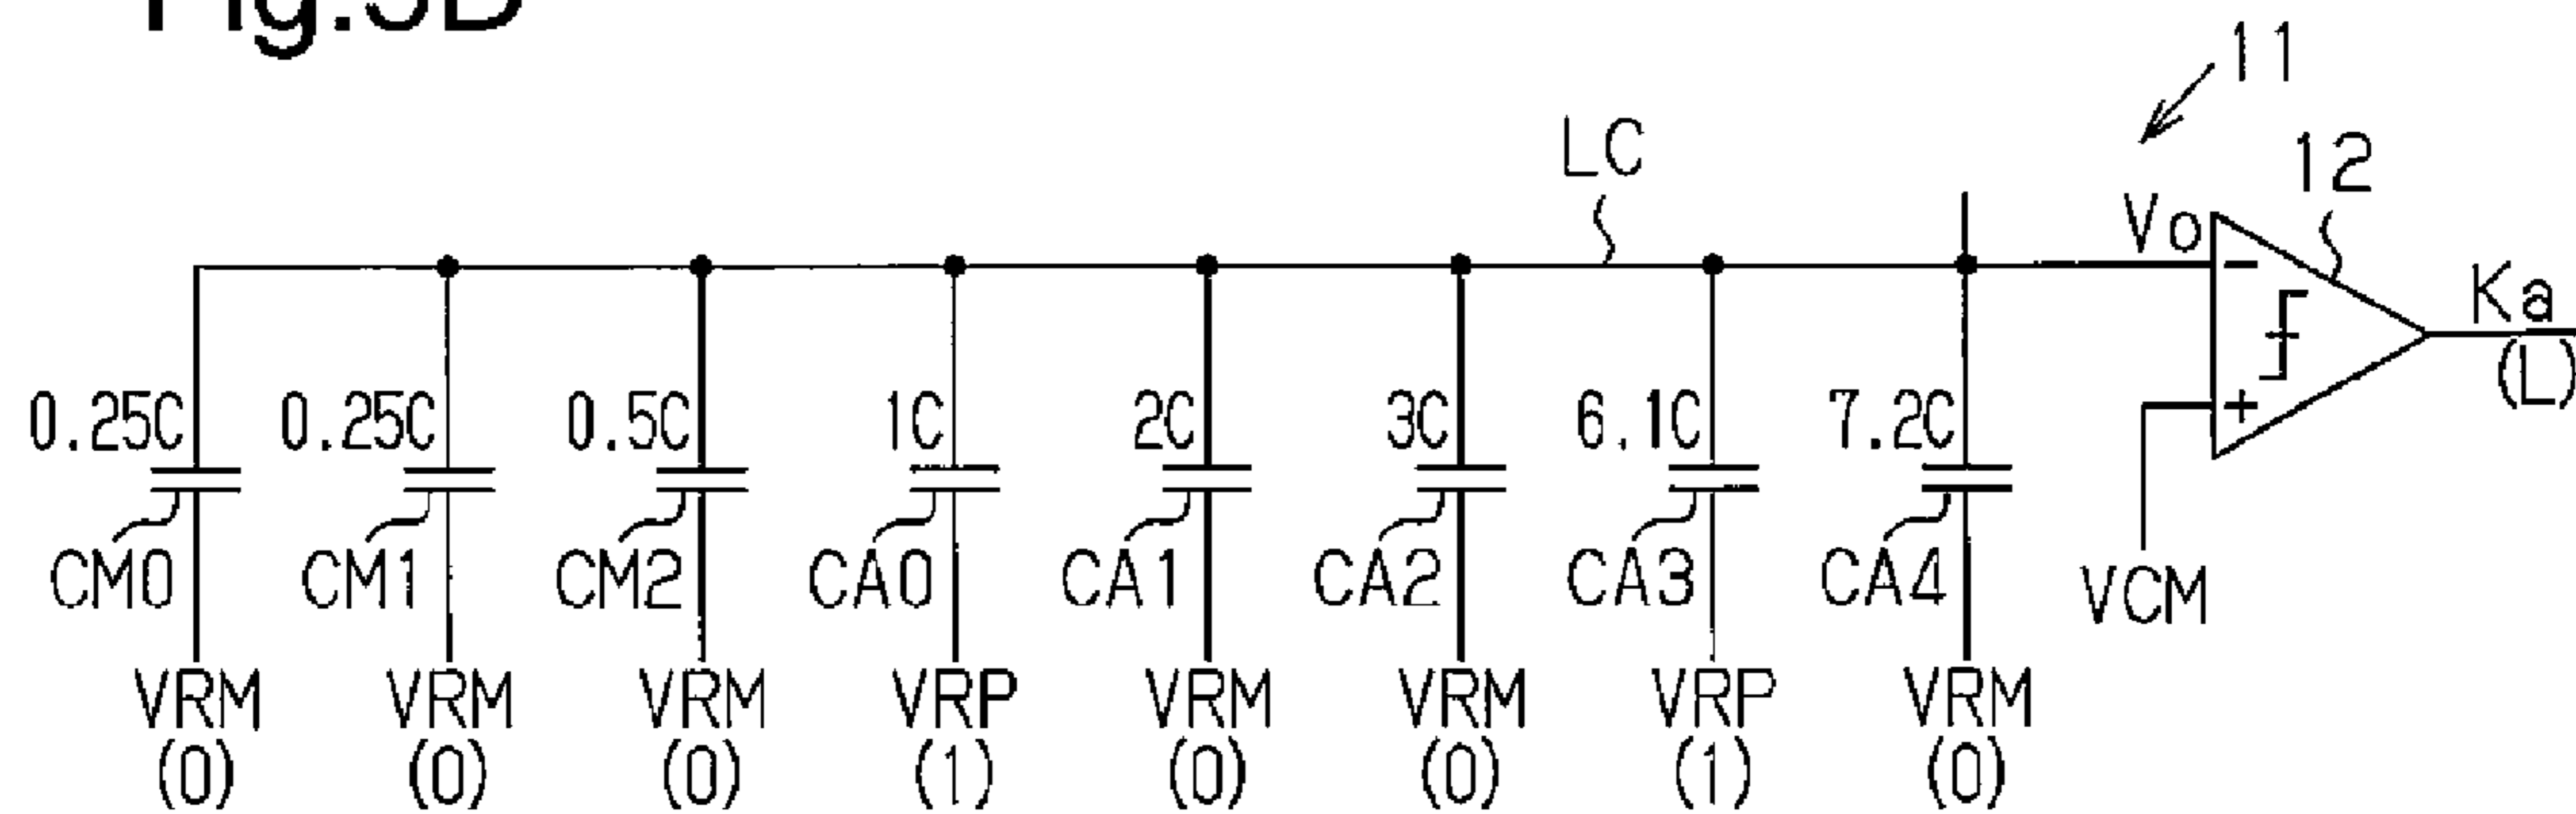 11
LC
12
Vo
Ka
(L)
−
+
0.25C 0.25C 0.5C 1C 2C 3C 6.1C 7.2C
CM0 CM1 CM2 CA0 CA1 CA2 CA3 CA4 VCM
VRM VRM VRM VRP VRM VRM VRP VRM
(0) (0) (0) (1) (0) (0) (1) (0)